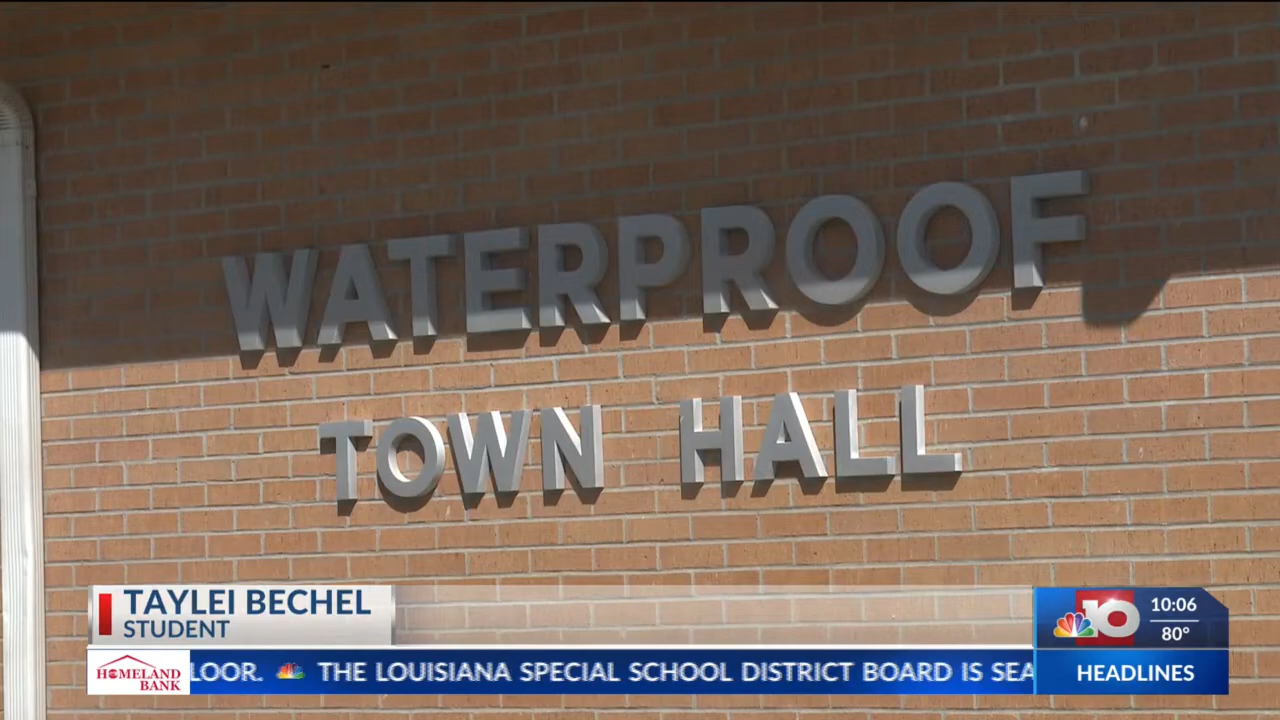 WATERPROOF
TOWN HALL
TAYLEI BECHEL
STUDENT
10
10:06
80°
HOMELAND
BANK
LOOR. THE LOUISIANA SPECIAL SCHOOL DISTRICT BOARD IS SEA
HEADLINES